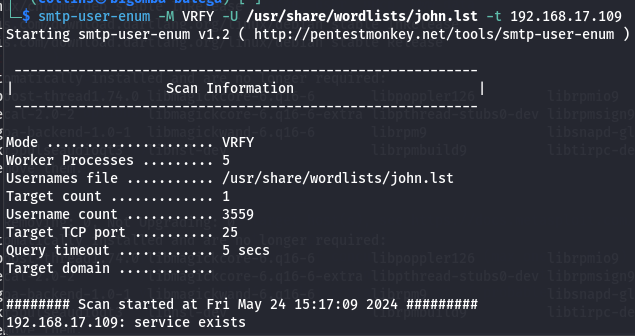 (collins㉿bigomba-balega)-[~]
└─$ smtp-user-enum -M VRFY -U /usr/share/wordlists/john.lst -t 192.168.17.109
Starting smtp-user-enum v1.2 ( http://pentestmonkey.net/tools/smtp-user-enum )
 ----------------------------------------------------------
|                   Scan Information                       |
 ----------------------------------------------------------
Mode ..................... VRFY
Worker Processes ......... 5
Usernames file ........... /usr/share/wordlists/john.lst
Target count ............. 1
Username count ........... 3559
Target TCP port .......... 25
Query timeout ............ 5 secs
Target domain ............
######## Scan started at Fri May 24 15:17:09 2024 #########
192.168.17.109: service exists